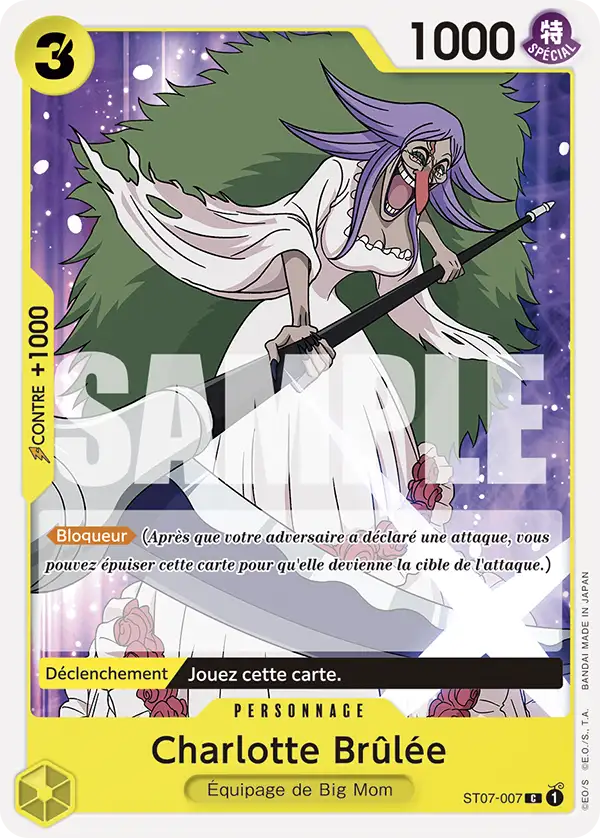 3
1000
特
SPÉCIAL
CONTRE +1000
SAMPLE
Bloqueur (Après que votre adversaire a déclaré une attaque, vous
pouvez épuiser cette carte pour qu'elle devienne la cible de l'attaque.)
Déclenchement Jouez cette carte.
PERSONNAGE
Charlotte Brûlée
Équipage de Big Mom
ST07-007 C 1
©EO/S ©E.O./S., T.A. BANDAI MADE IN JAPAN